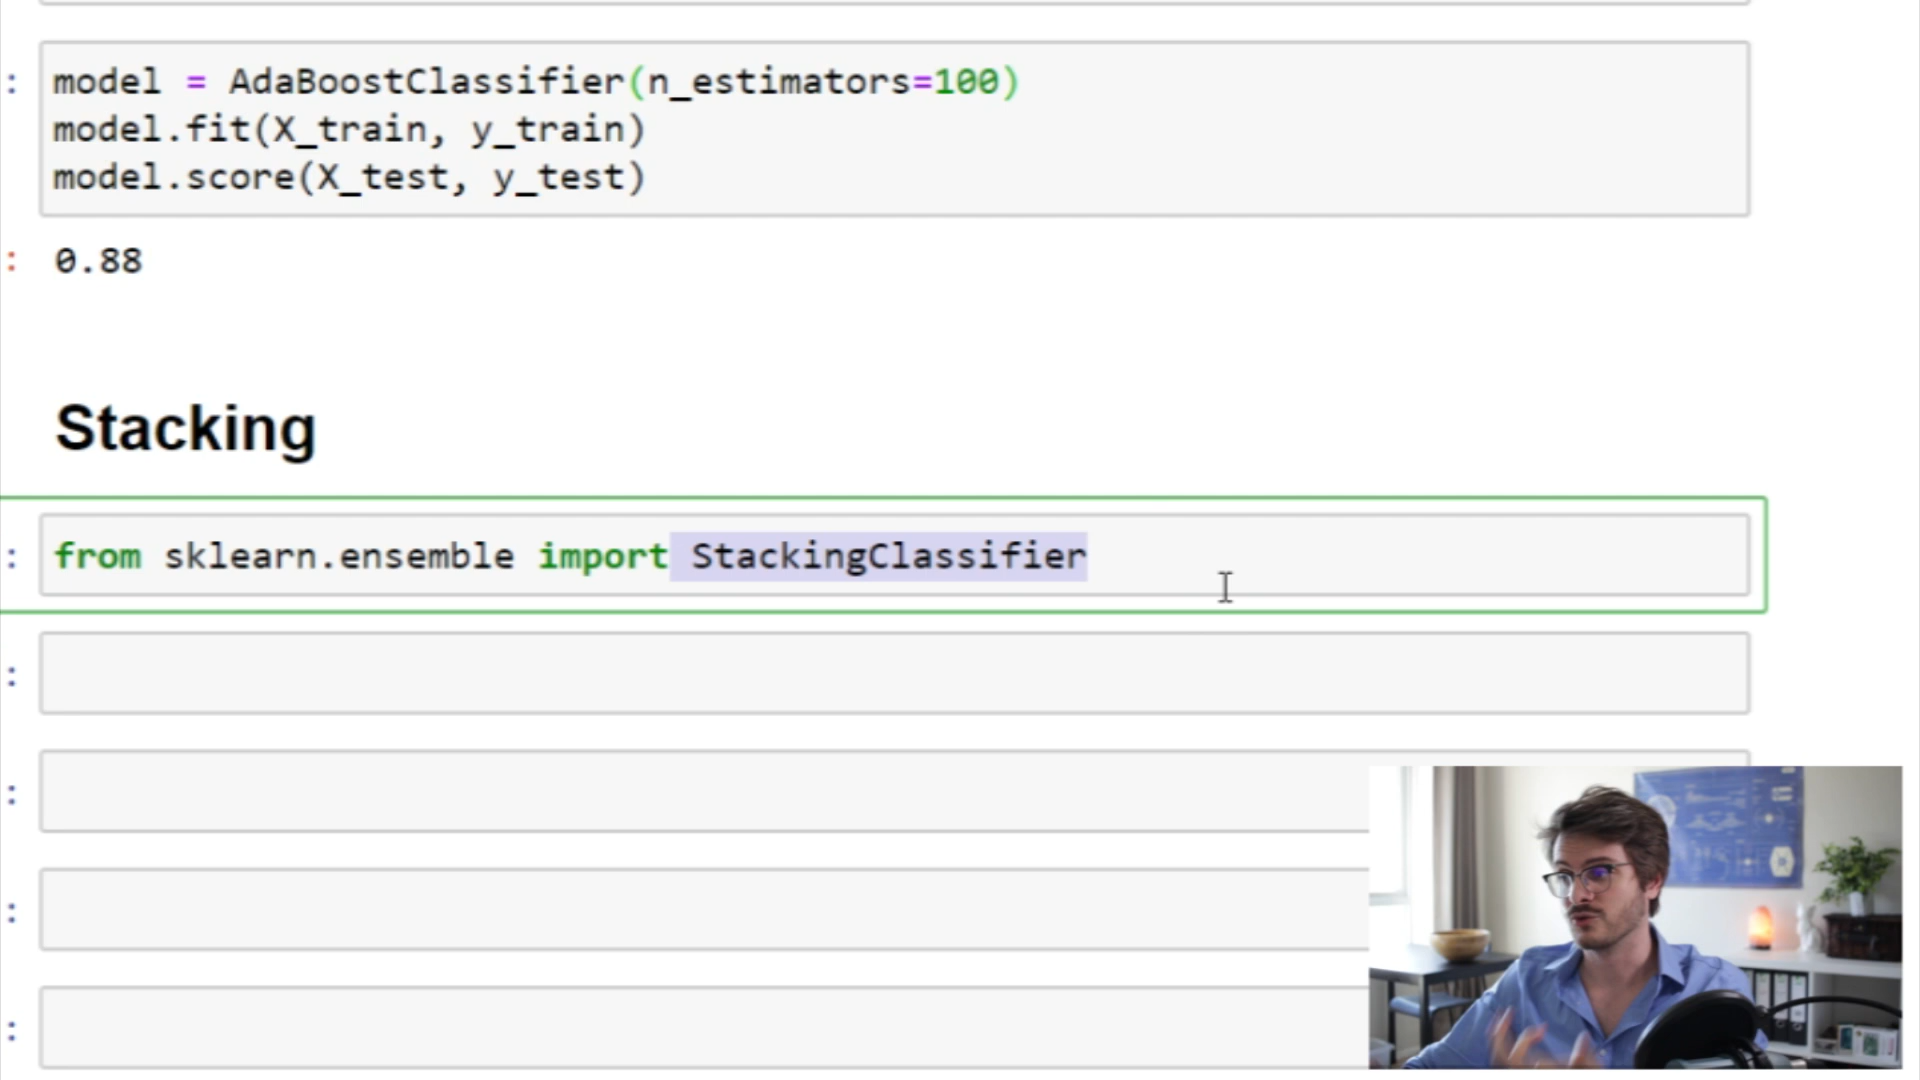 : model = AdaBoostClassifier(n_estimators=100)
model.fit(X_train, y_train)
model.score(X_test, y_test)
: 0.88
Stacking
: from sklearn.ensemble import StackingClassifier
:
:
:
: